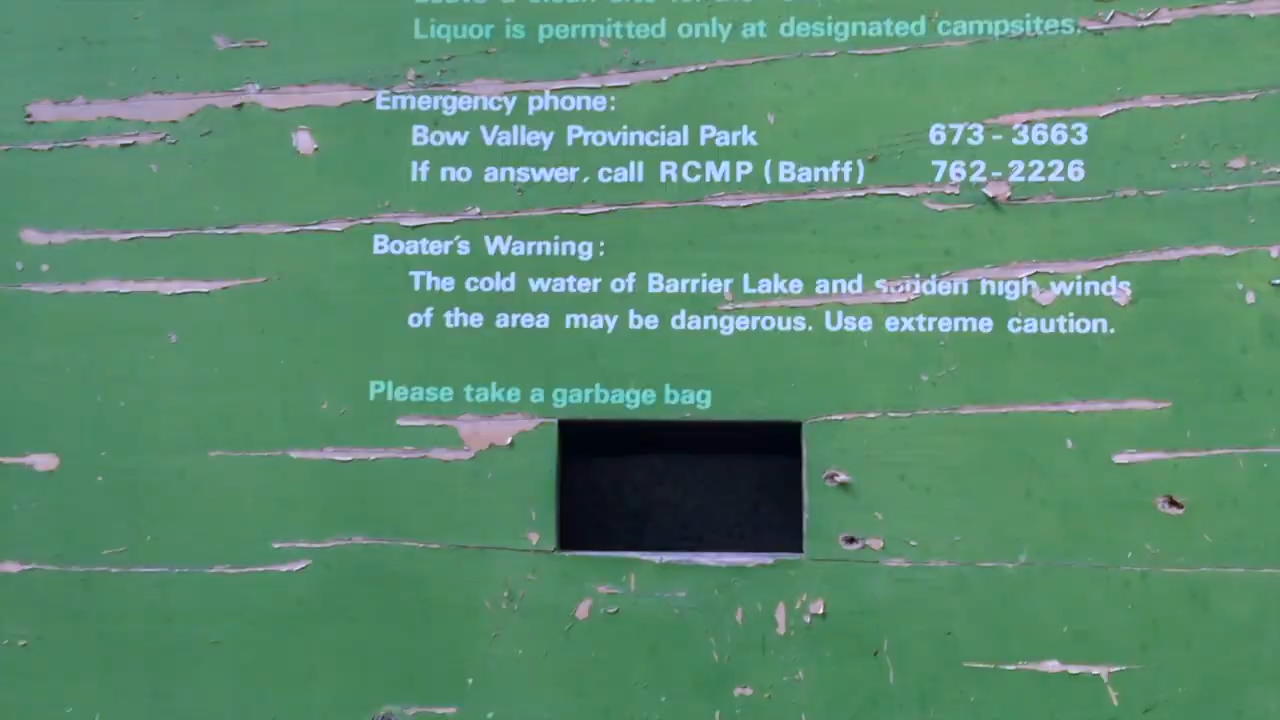 Liquor is permitted only at designated campsites.
Emergency phone:
Bow Valley Provincial Park 673-3663
If no answer, call RCMP (Banff) 762-2226
Boater's Warning:
The cold water of Barrier Lake and sudden high winds
of the area may be dangerous. Use extreme caution.
Please take a garbage bag